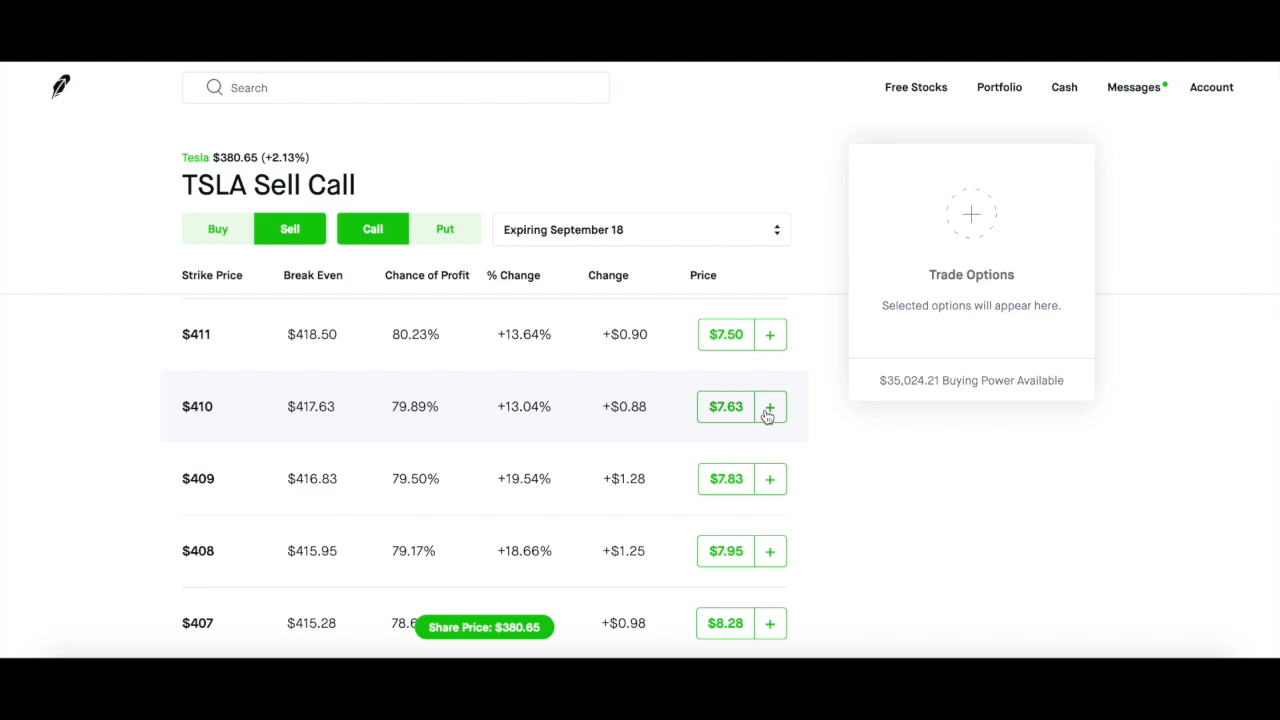 Search
Free Stocks Portfolio Cash Messages Account
Tesla $380.65 (+2.13%)
TSLA Sell Call
Buy Sell Call Put Expiring September 18
Strike Price Break Even Chance of Profit % Change Change Price
$411 $418.50 80.23% +13.64% +$0.90 $7.50 +
$410 $417.63 79.89% +13.04% +$0.88 $7.63 +
$409 $416.83 79.50% +19.54% +$1.28 $7.83 +
$408 $415.95 79.17% +18.66% +$1.25 $7.95 +
$407 $415.28 +$0.98 $8.28 +
Share Price: $380.65
Trade Options
Selected options will appear here.
$35,024.21 Buying Power Available